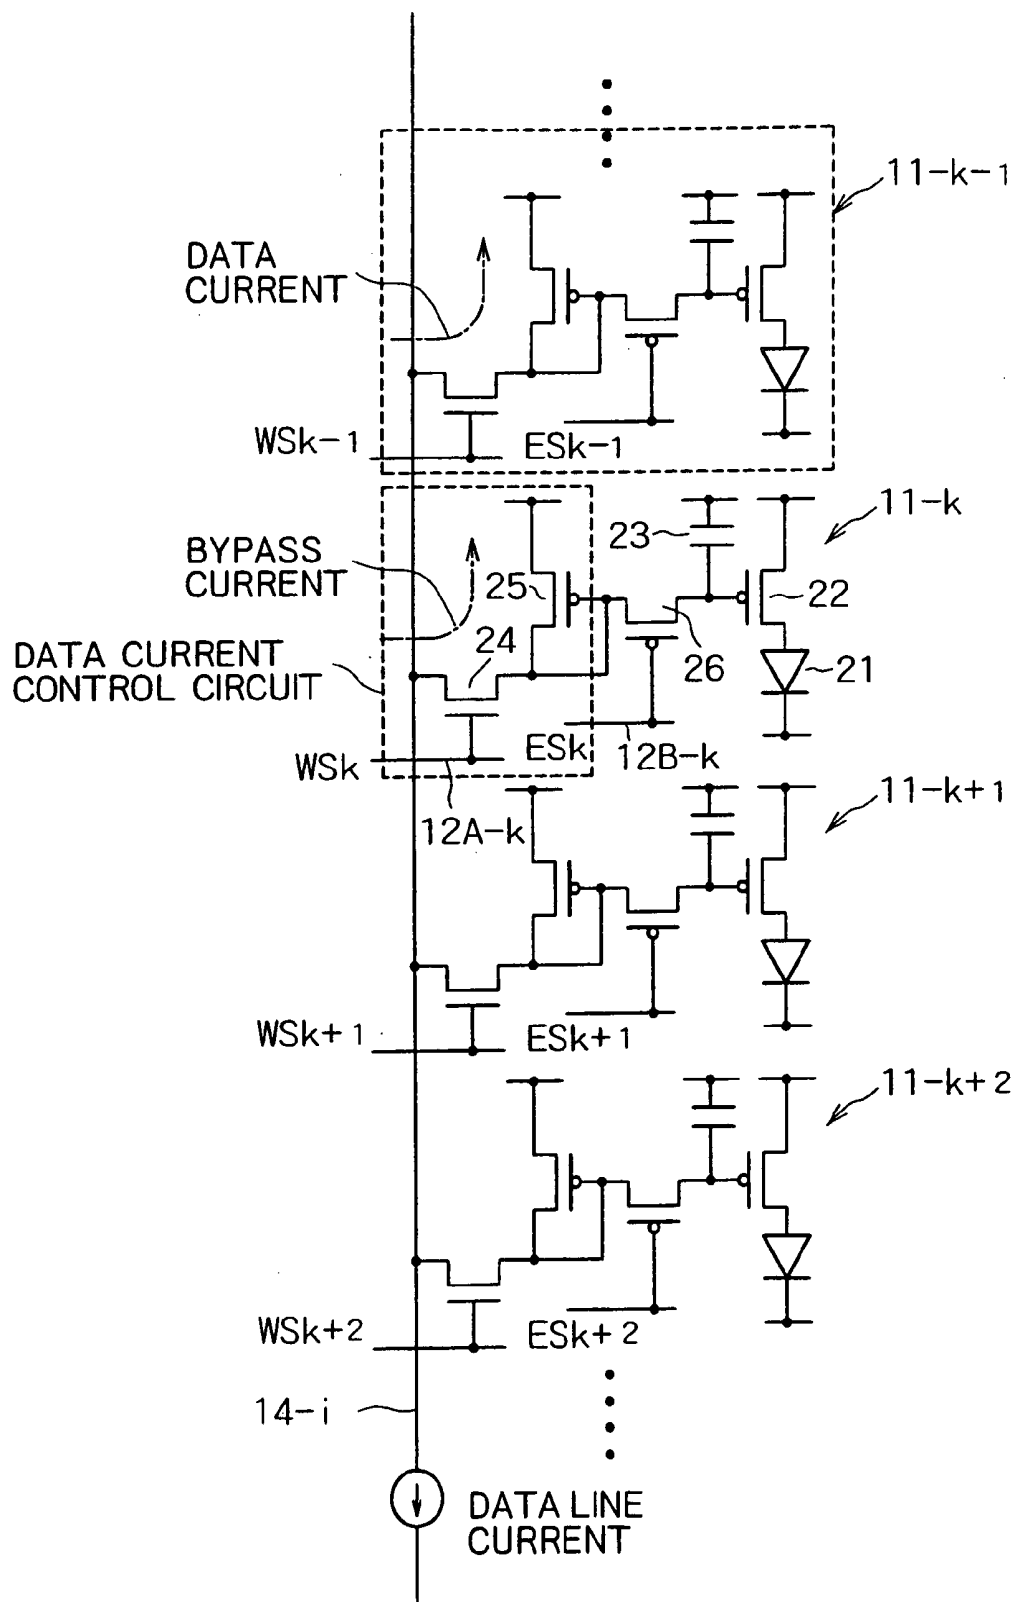 11-k-1
DATA
CURRENT
WSk-1
ESk-1
11-k
23
BYPASS
CURRENT
25
22
24
DATA CURRENT
CONTROL CIRCUIT
26
21
ESk
12B-k
WSk
12A-k
11-k+1
WSk+1
ESk+1
11-k+2
WSk+2
ESk+2
14-i
DATA LINE
CURRENT